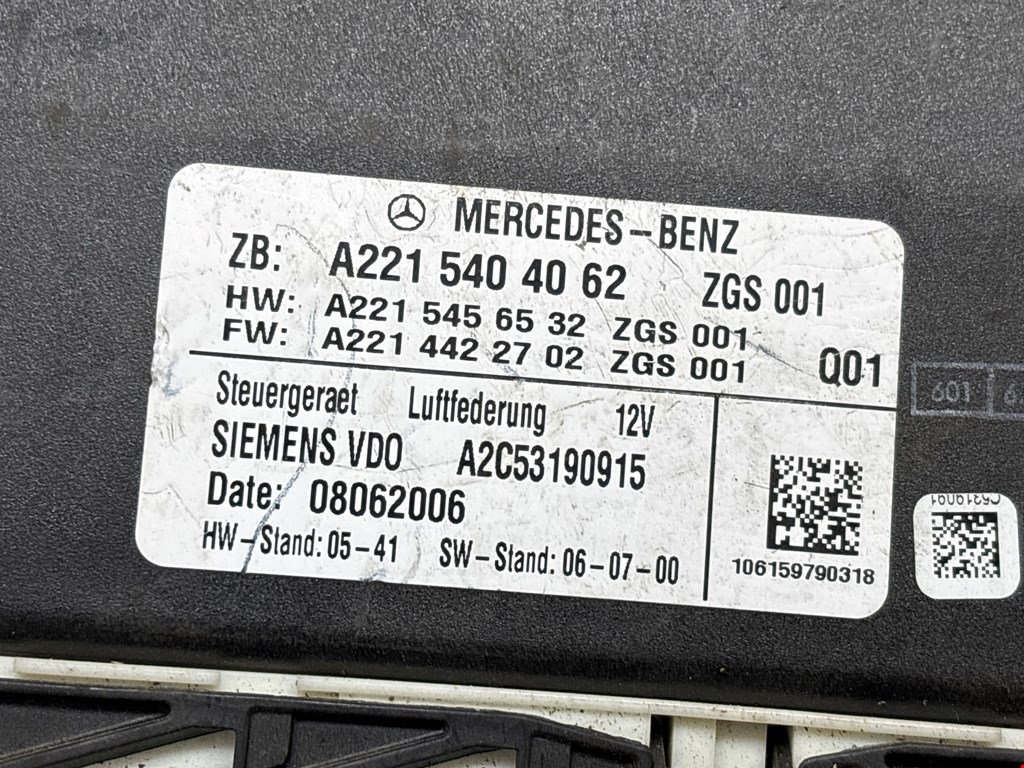 MERCEDES-BENZ
ZB: A221 540 40 62 ZGS 001
HW: A221 545 65 32 ZGS 001
FW: A221 442 27 02 ZGS 001 Q01
Steuergeraet Luftfederung 12V
SIEMENS VDO A2C53190915
Date: 08062006
HW-Stand: 05-41 SW-Stand: 06-07-00
106159790318
601
C5319091